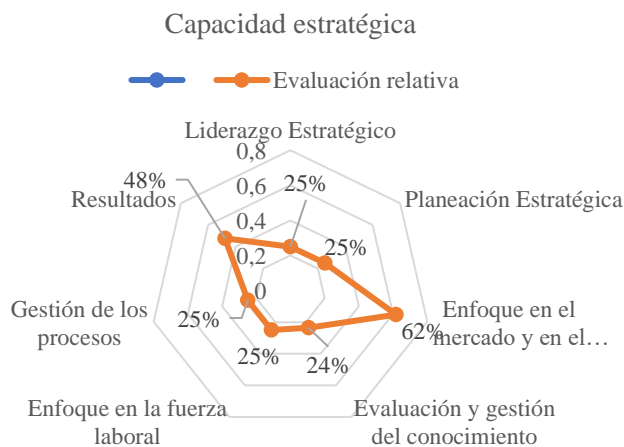 Capacidad estratégica
Evaluación relativa
Liderazgo Estratégico
0,8
0,6
0,4
0,2
0
48%
25%
Resultados
Planeación Estratégica
25%
Gestión de los
procesos
Enfoque en el
mercado y en el…
62%
25%
25%
24%
Enfoque en la fuerza
laboral
Evaluación y gestión
del conocimiento